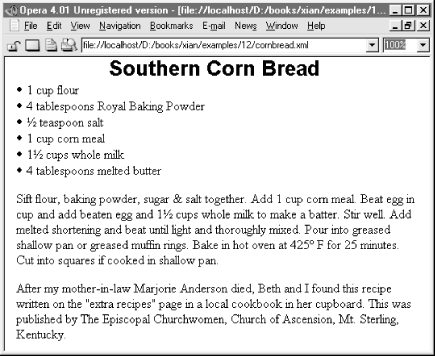 Opera 4.01 Unregistered version - [file://localhost/D:/books/xian/examples/1...
File Edit View Navigation Bookmarks E-mail News Window Help
file://localhost/D:/books/xian/examples/12/cornbread.xml 100%
Southern Corn Bread
• 1 cup flour
• 4 tablespoons Royal Baking Powder
• ½ teaspoon salt
• 1 cup corn meal
• 1½ cups whole milk
• 4 tablespoons melted butter
Sift flour, baking powder, sugar & salt together. Add 1 cup corn meal. Beat egg in
cup and add beaten egg and 1½ cups whole milk to make a batter. Stir well. Add
melted shortening and beat until light and thoroughly mixed. Pour into greased
shallow pan or greased muffin rings. Bake in hot oven at 425° F for 25 minutes.
Cut into squares if cooked in shallow pan.
After my mother-in-law Marjorie Anderson died, Beth and I found this recipe
written on the "extra recipes" page in a local cookbook in her cupboard. This was
published by The Episcopal Churchwomen, Church of Ascension, Mt. Sterling,
Kentucky.